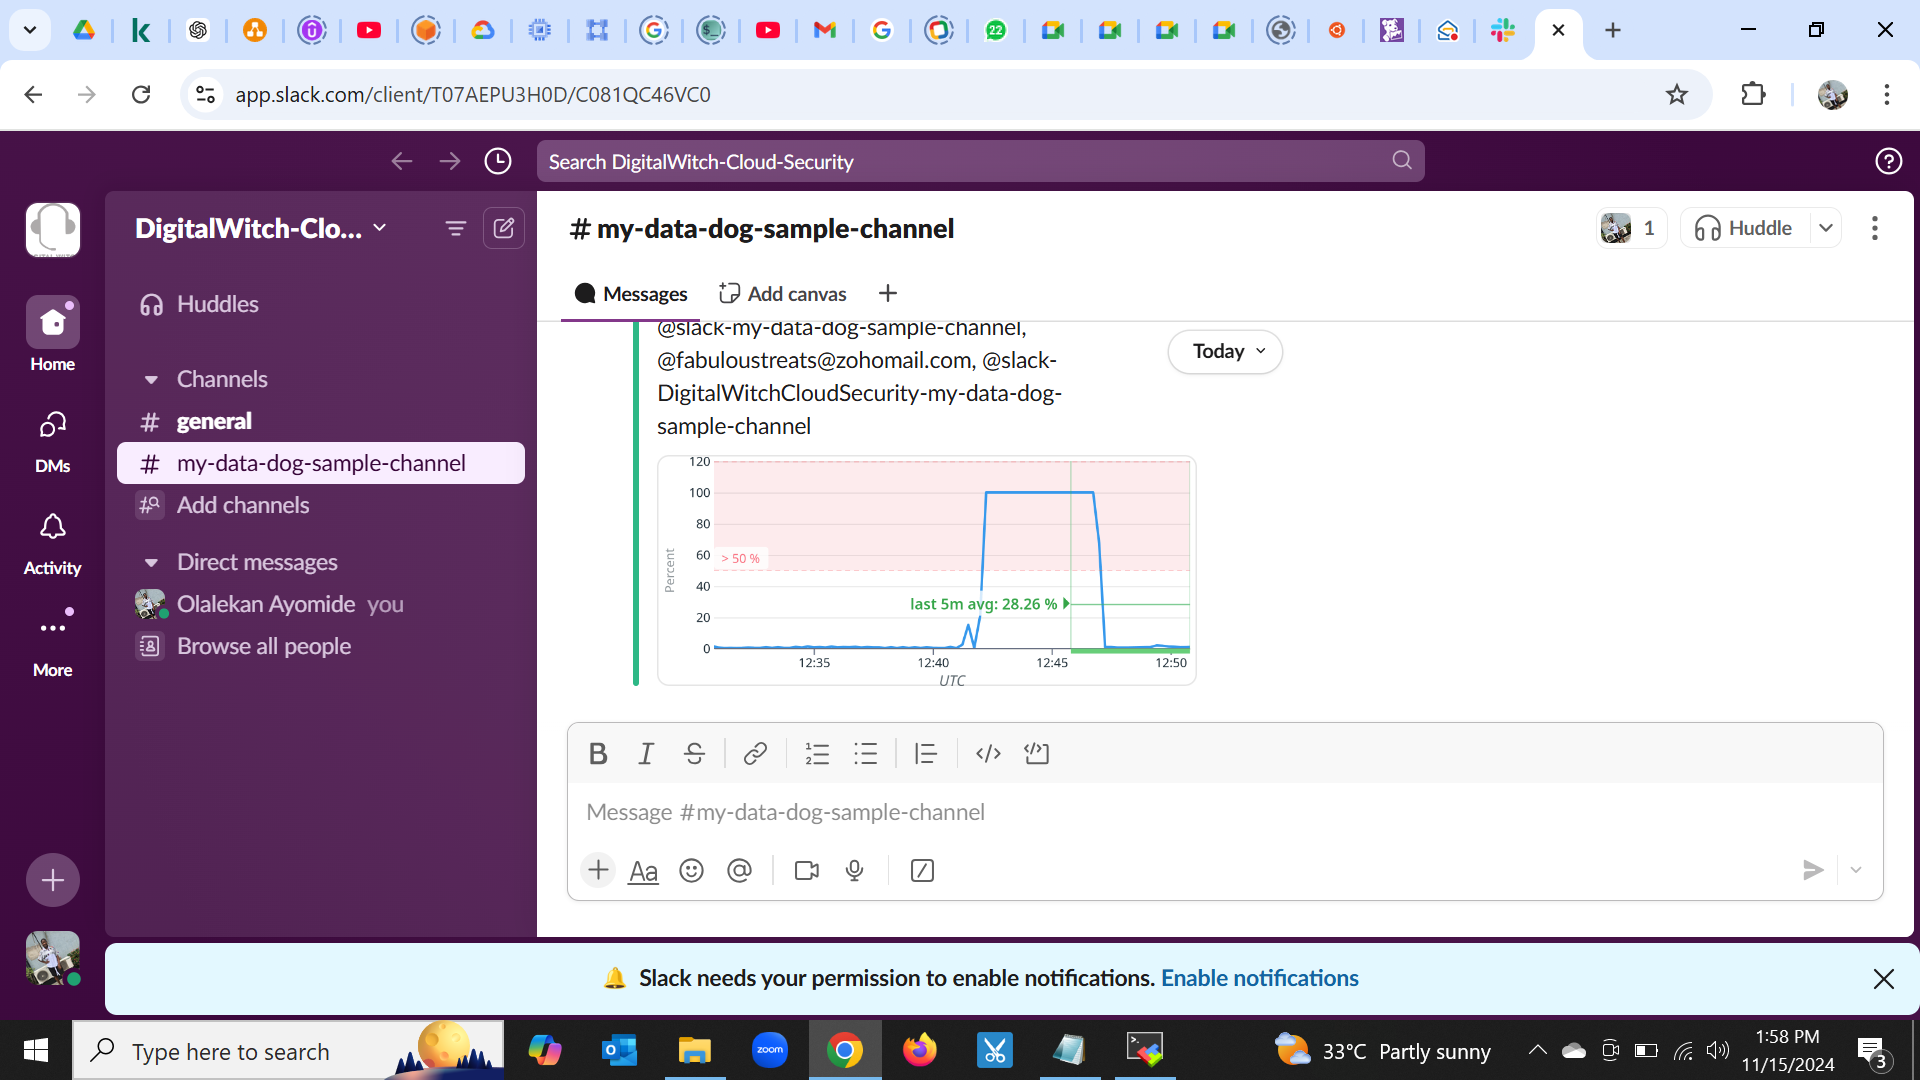 22
app.slack.com/client/T07AEPU3H0D/C081QC46VC0
Search DigitalWitch-Cloud-Security
DigitalWitch-Clo...
Huddles
Home
Channels
# general
# my-data-dog-sample-channel
Add channels
DMs
Direct messages
Activity
Olalekan Ayomide you
Browse all people
More
# my-data-dog-sample-channel
1
Huddle
Messages
Add canvas
@slack-my-data-dog-sample-channel,
@fabuloustreats@zohomail.com, @slack-
DigitalWitchCloudSecurity-my-data-dog-
sample-channel
Today
120
100
80
60
40
20
0
Percent
> 50 %
last 5m avg: 28.26 %
12:35
12:40
12:45
12:50
UTC
Message #my-data-dog-sample-channel
Aa
Slack needs your permission to enable notifications. Enable notifications
Type here to search
zoom
33°C Partly sunny
1:58 PM
11/15/2024
3